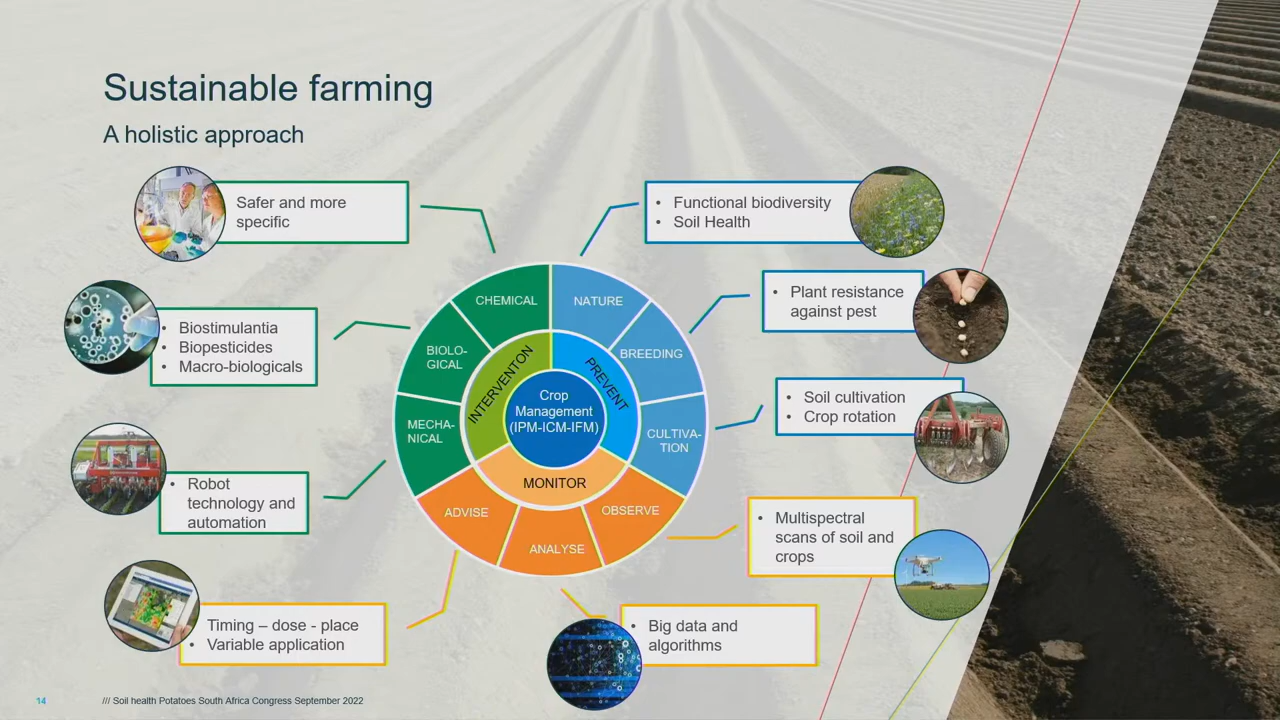 Sustainable farming
A holistic approach
Safer and more
specific
• Functional biodiversity
• Soil Health
• Plant resistance
against pest
• Biostimulantia
• Biopesticides
• Macro-biologicals
• Soil cultivation
• Crop rotation
• Robot
technology and
automation
• Multispectral
scans of soil and
crops
Timing – dose - place
• Variable application
• Big data and
algorithms
CHEMICAL
NATURE
BIOLO-
GICAL
BREEDING
MECHA-
NICAL
CULTIVA-
TION
ADVISE
ANALYSE
OBSERVE
INTERVENTON
PREVENT
MONITOR
Crop
Management
(IPM-ICM-IFM)
14
/// Soil health Potatoes South Africa Congress September 2022